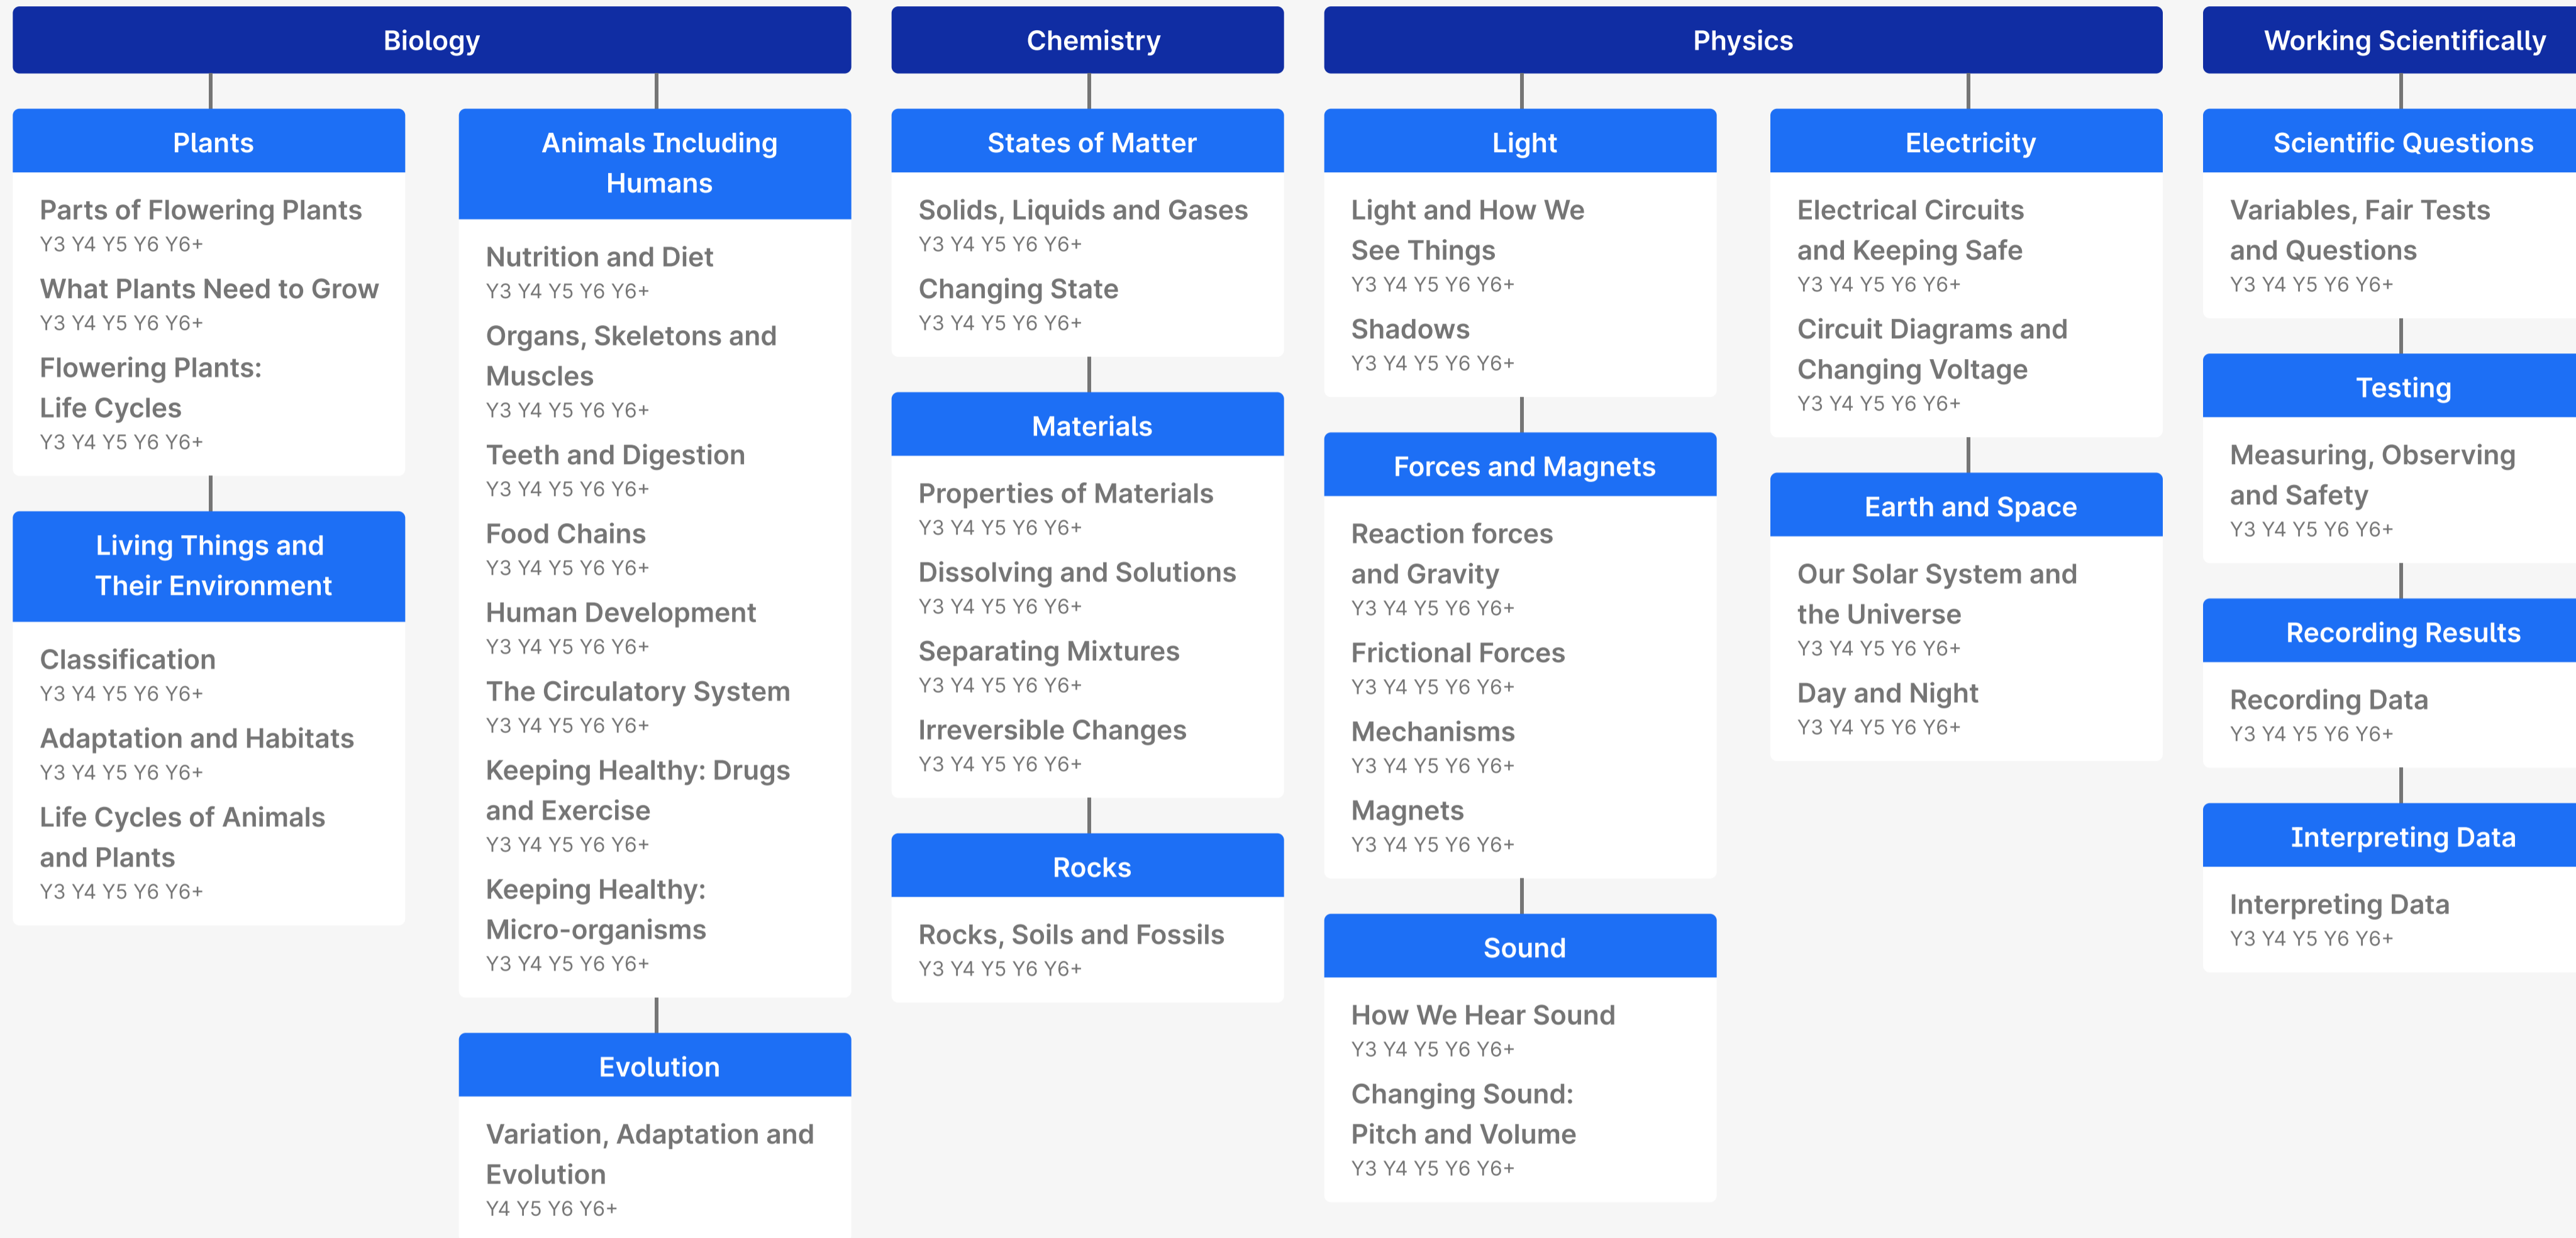 Biology
Plants
Parts of Flowering Plants
Y3 Y4 Y5 Y6 Y6+
What Plants Need to Grow
Y3 Y4 Y5 Y6 Y6+
Flowering Plants:
Life Cycles
Y3 Y4 Y5 Y6 Y6+
Living Things and
Their Environment
Classification
Y3 Y4 Y5 Y6 Y6+
Adaptation and Habitats
Y3 Y4 Y5 Y6 Y6+
Life Cycles of Animals
and Plants
Y3 Y4 Y5 Y6 Y6+
Animals Including
Humans
Nutrition and Diet
Y3 Y4 Y5 Y6 Y6+
Organs, Skeletons and
Muscles
Y3 Y4 Y5 Y6 Y6+
Teeth and Digestion
Y3 Y4 Y5 Y6 Y6+
Food Chains
Y3 Y4 Y5 Y6 Y6+
Human Development
Y3 Y4 Y5 Y6 Y6+
The Circulatory System
Y3 Y4 Y5 Y6 Y6+
Keeping Healthy: Drugs
and Exercise
Y3 Y4 Y5 Y6 Y6+
Keeping Healthy:
Micro-organisms
Y3 Y4 Y5 Y6 Y6+
Evolution
Variation, Adaptation and
Evolution
Y4 Y5 Y6 Y6+
Chemistry
States of Matter
Solids, Liquids and Gases
Y3 Y4 Y5 Y6 Y6+
Changing State
Y3 Y4 Y5 Y6 Y6+
Materials
Properties of Materials
Y3 Y4 Y5 Y6 Y6+
Dissolving and Solutions
Y3 Y4 Y5 Y6 Y6+
Separating Mixtures
Y3 Y4 Y5 Y6 Y6+
Irreversible Changes
Y3 Y4 Y5 Y6 Y6+
Rocks
Rocks, Soils and Fossils
Y3 Y4 Y5 Y6 Y6+
Physics
Light
Light and How We
See Things
Y3 Y4 Y5 Y6 Y6+
Shadows
Y3 Y4 Y5 Y6 Y6+
Forces and Magnets
Reaction forces
and Gravity
Y3 Y4 Y5 Y6 Y6+
Frictional Forces
Y3 Y4 Y5 Y6 Y6+
Mechanisms
Y3 Y4 Y5 Y6 Y6+
Magnets
Y3 Y4 Y5 Y6 Y6+
Sound
How We Hear Sound
Y3 Y4 Y5 Y6 Y6+
Changing Sound:
Pitch and Volume
Y3 Y4 Y5 Y6 Y6+
Electricity
Electrical Circuits
and Keeping Safe
Y3 Y4 Y5 Y6 Y6+
Circuit Diagrams and
Changing Voltage
Y3 Y4 Y5 Y6 Y6+
Earth and Space
Our Solar System and
the Universe
Y3 Y4 Y5 Y6 Y6+
Day and Night
Y3 Y4 Y5 Y6 Y6+
Working Scientifically
Scientific Questions
Variables, Fair Tests
and Questions
Y3 Y4 Y5 Y6 Y6+
Testing
Measuring, Observing
and Safety
Y3 Y4 Y5 Y6 Y6+
Recording Results
Recording Data
Y3 Y4 Y5 Y6 Y6+
Interpreting Data
Interpreting Data
Y3 Y4 Y5 Y6 Y6+